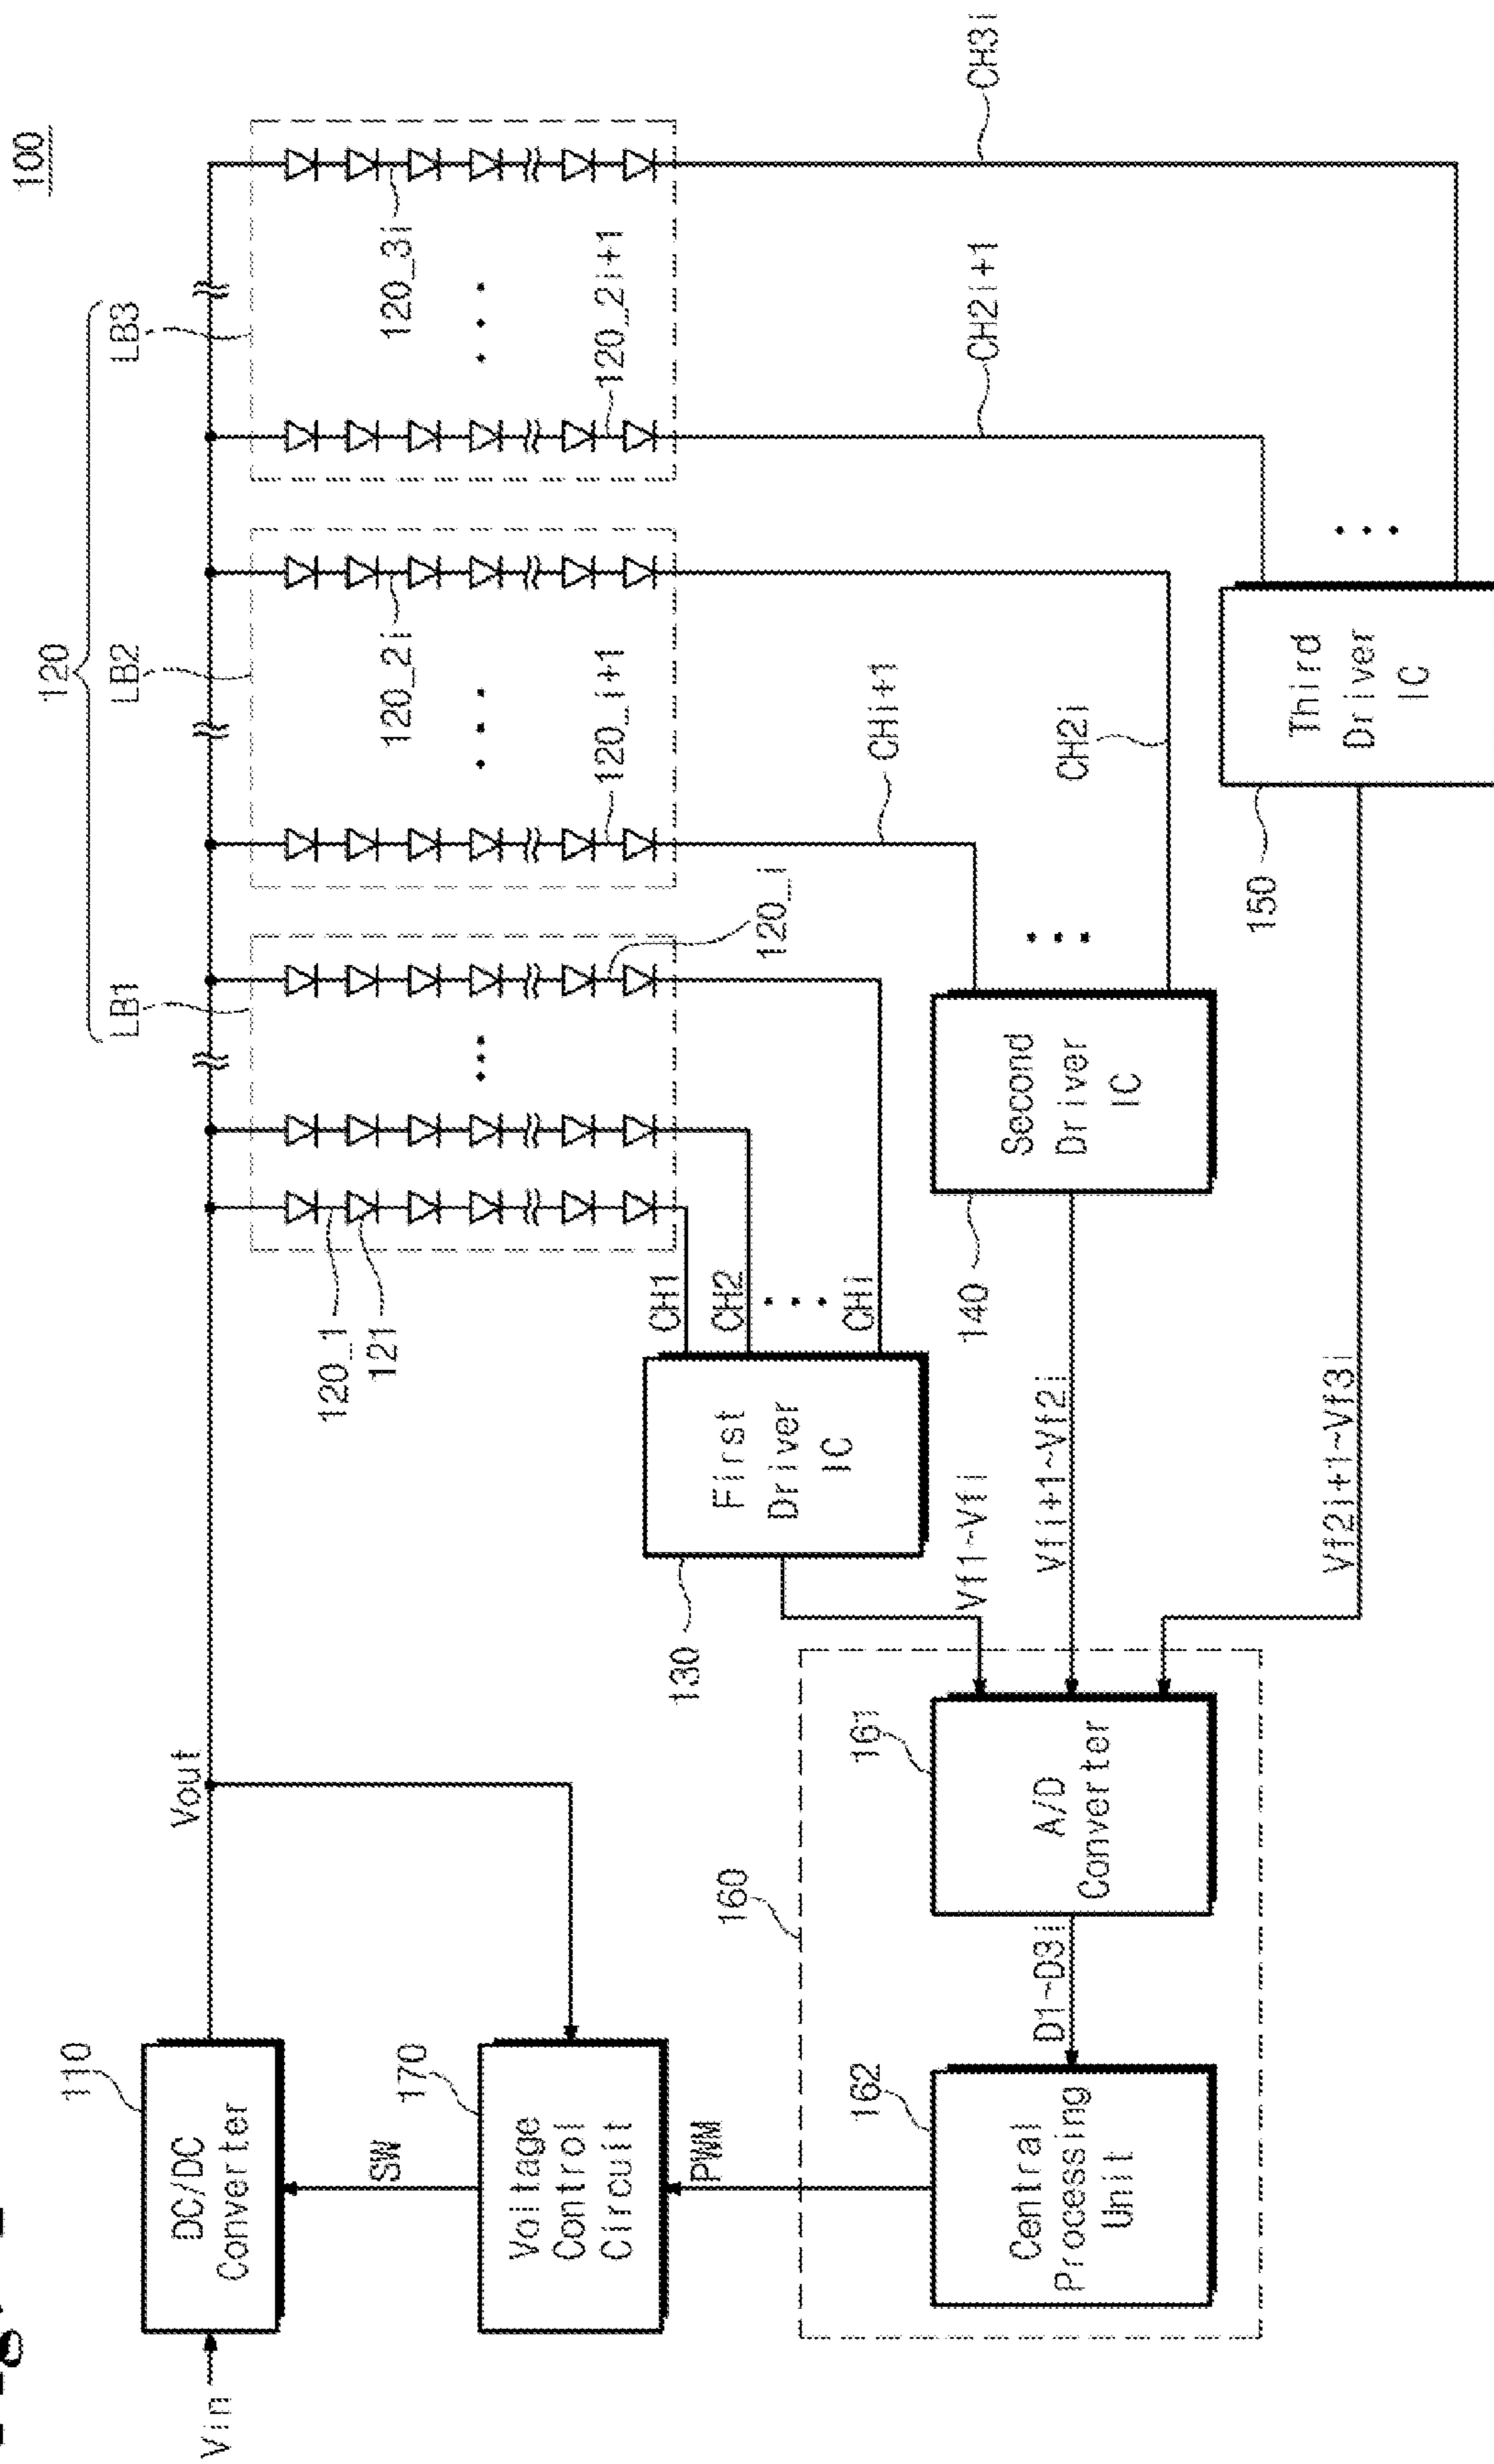 100
120
LB1
LB2
LB3
110
DC/DC
Converter
Vin
Vout
SW
170
Voltage
Control
Circuit
PWM
120_1
121
120_i
120_i+1
120_2i
120_2i+1
120_3i
CH1
CH2
CHi
CHi+1
CH2i
CH2i+1
CH3i
130
First
Driver
IC
140
Second
Driver
IC
150
Third
Driver
IC
Vf1~Vfi
Vfi+1~Vf2i
Vf2i+1~Vf3i
160
161
A/D
Converter
D1~D3i
162
Central
Processing
Unit